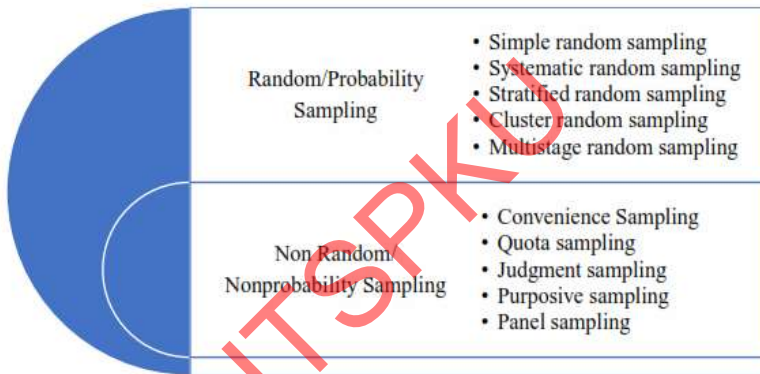 Random/Probability
Sampling
• Simple random sampling
• Systematic random sampling
• Stratified random sampling
• Cluster random sampling
• Multistage random sampling
Non Random/
Nonprobability Sampling
• Convenience Sampling
• Quota sampling
• Judgment sampling
• Purposive sampling
• Panel sampling
ITSPKU